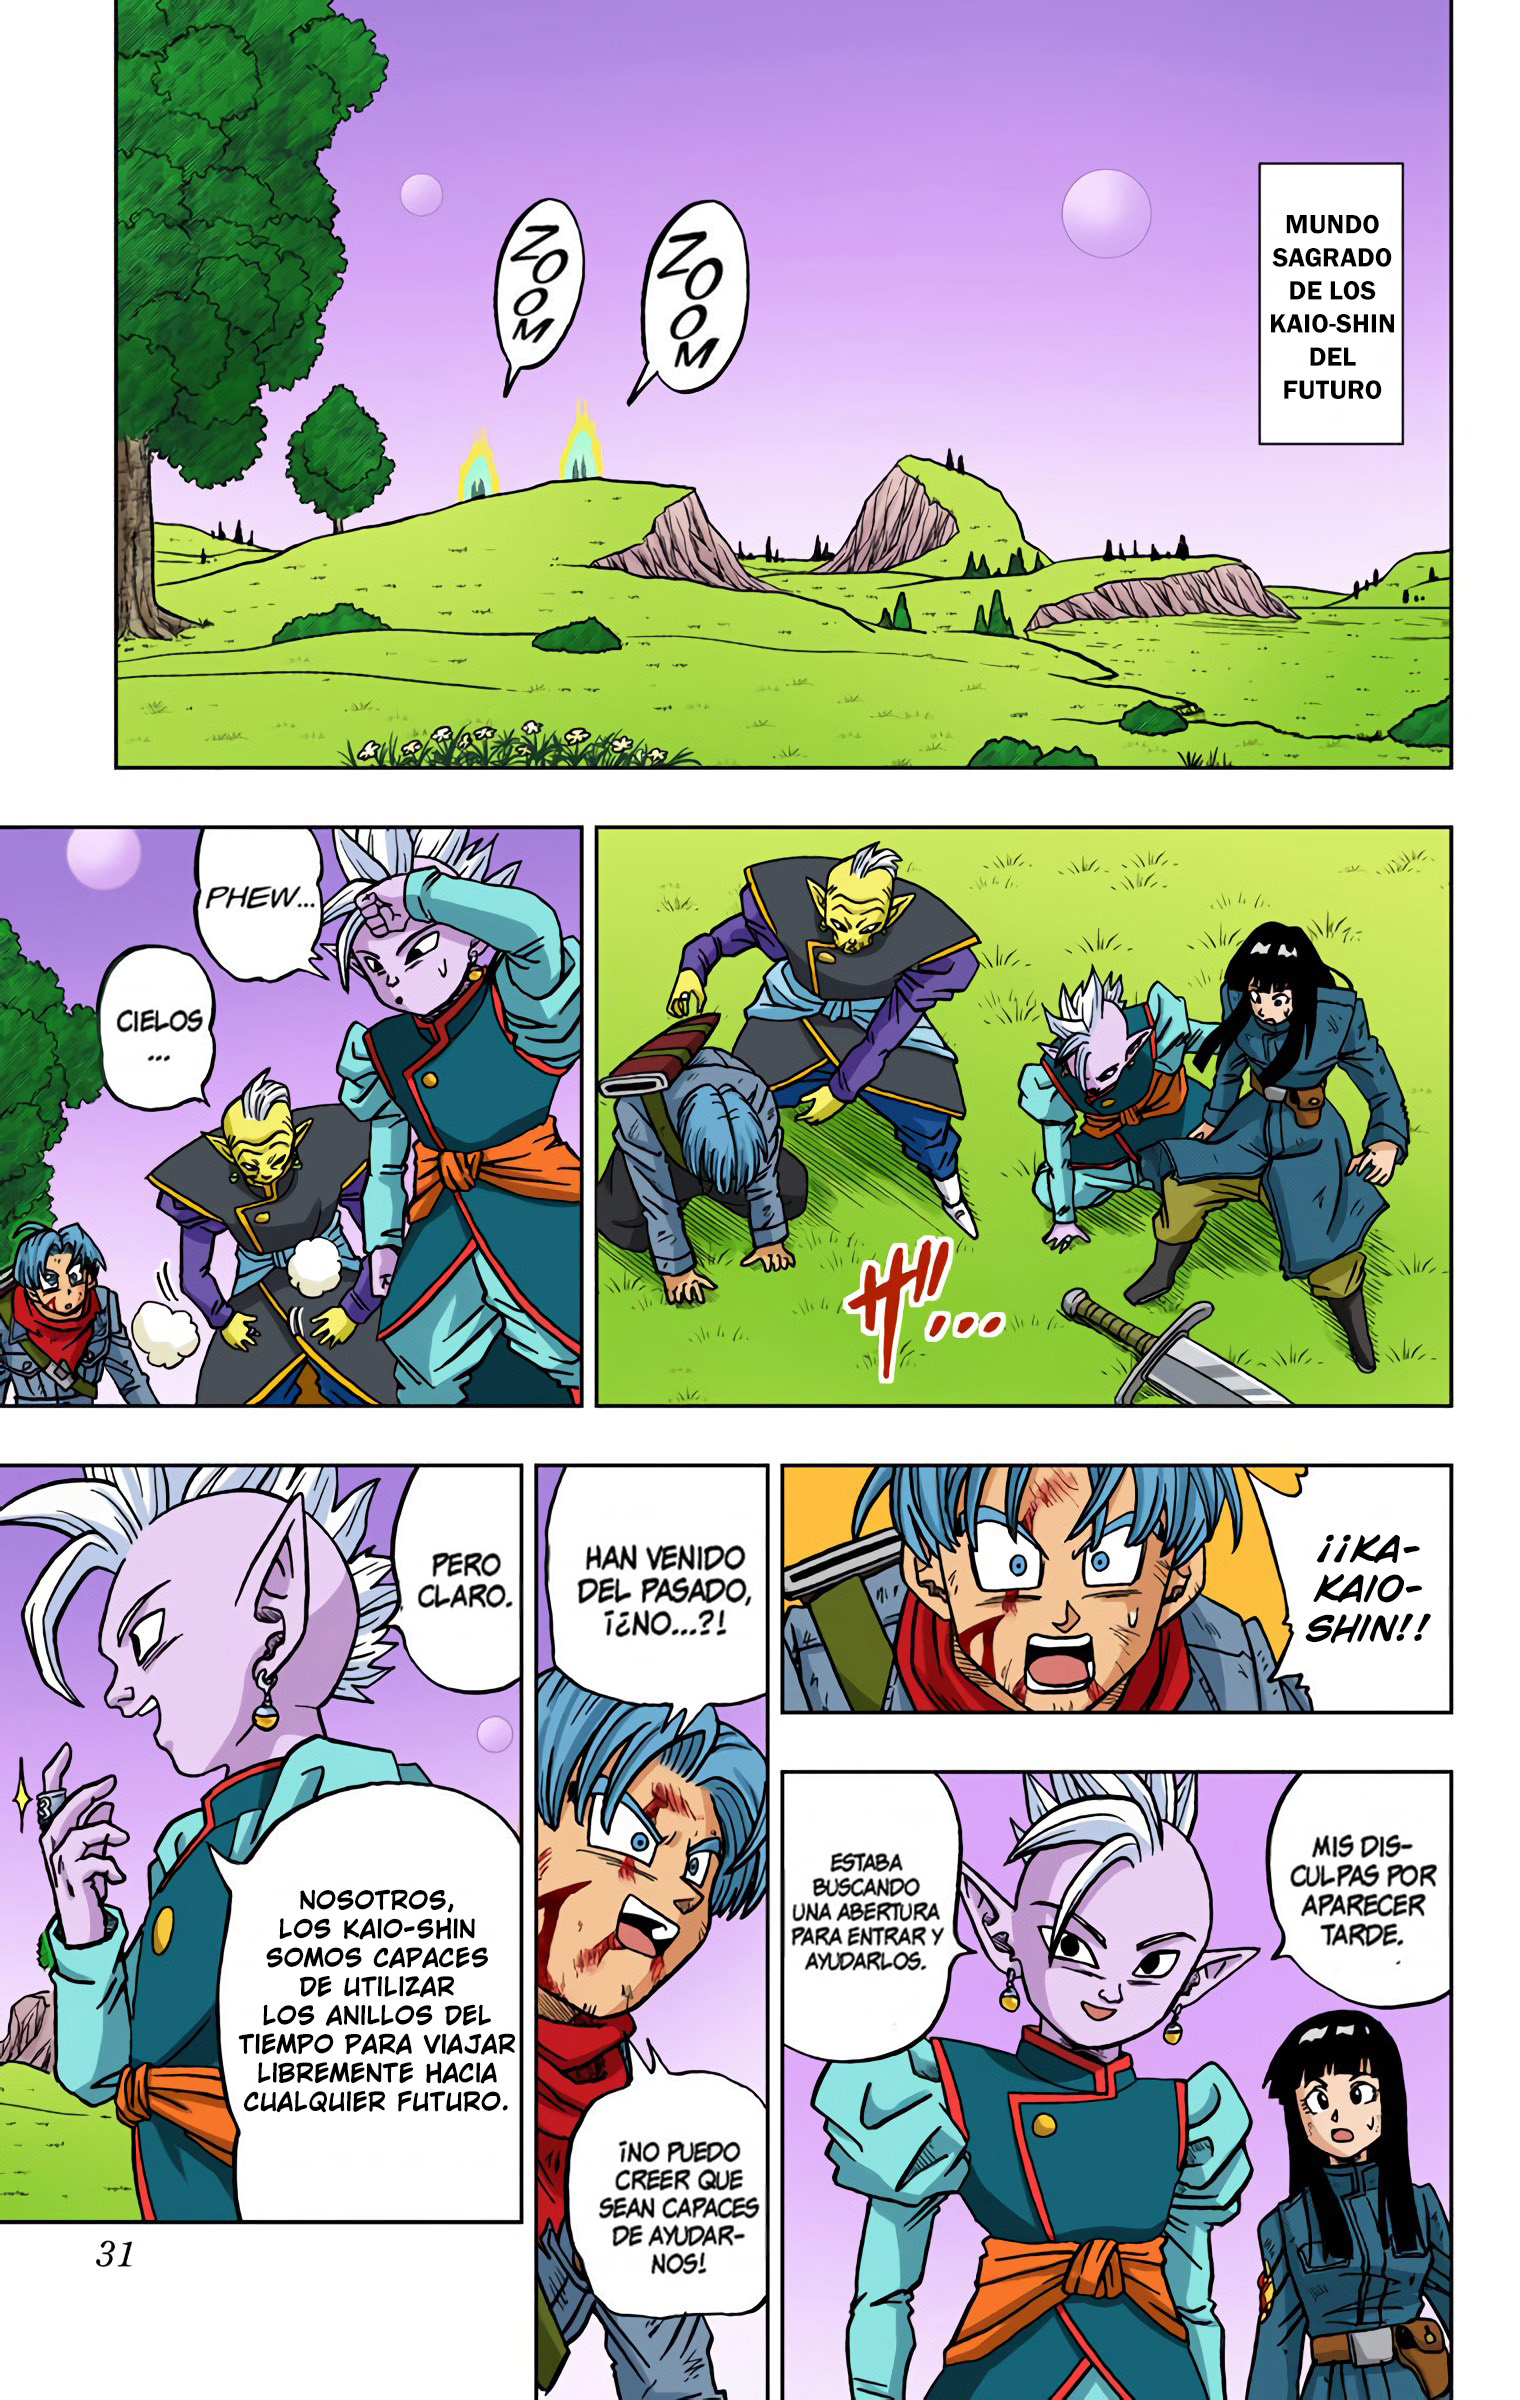 MUNDO
SAGRADO
DE LOS
KAIO-SHIN
DEL
FUTURO
ZOOM
ZOOM
ザッ...
PHEW...
CIELOS
...
¡¡KA-
KAIO-
SHIN!!
MIS DIS-
CULPAS POR
APARECER
TARDE.
ESTABA
BUSCANDO
UNA ABERTURA
PARA ENTRAR Y
AYUDARLOS.
HAN VENIDO
DEL PASADO,
¡¿NO...?!
¡NO PUEDO
CREER QUE
SEAN CAPACES
DE AYUDAR-
NOS!
PERO
CLARO.
NOSOTROS,
LOS KAIO-SHIN
SOMOS CAPACES
DE UTILIZAR
LOS ANILLOS DEL
TIEMPO PARA VIAJAR
LIBREMENTE HACIA
CUALQUIER FUTURO.
31